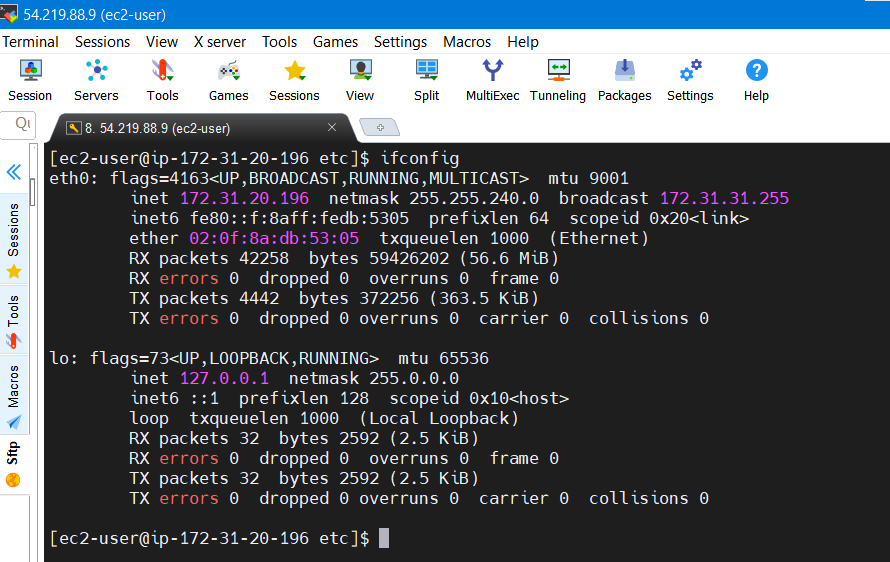 54.219.88.9 (ec2-user)
Terminal Sessions View X server Tools Games Settings Macros Help
Session Servers Tools Games Sessions View Split MultiExec Tunneling Packages Settings Help
8. 54.219.88.9 (ec2-user)
Sessions
Tools
Macros
Sftp
[ec2-user@ip-172-31-20-196 etc]$ ifconfig
eth0: flags=4163<UP,BROADCAST,RUNNING,MULTICAST>  mtu 9001
        inet 172.31.20.196  netmask 255.255.240.0  broadcast 172.31.31.255
        inet6 fe80::f:8aff:fedb:5305  prefixlen 64  scopeid 0x20<link>
        ether 02:0f:8a:db:53:05  txqueuelen 1000  (Ethernet)
        RX packets 42258  bytes 59426202 (56.6 MiB)
        RX errors 0  dropped 0  overruns 0  frame 0
        TX packets 4442  bytes 372256 (363.5 KiB)
        TX errors 0  dropped 0 overruns 0  carrier 0  collisions 0
lo: flags=73<UP,LOOPBACK,RUNNING>  mtu 65536
        inet 127.0.0.1  netmask 255.0.0.0
        inet6 ::1  prefixlen 128  scopeid 0x10<host>
        loop  txqueuelen 1000  (Local Loopback)
        RX packets 32  bytes 2592 (2.5 KiB)
        RX errors 0  dropped 0  overruns 0  frame 0
        TX packets 32  bytes 2592 (2.5 KiB)
        TX errors 0  dropped 0 overruns 0  carrier 0  collisions 0
[ec2-user@ip-172-31-20-196 etc]$